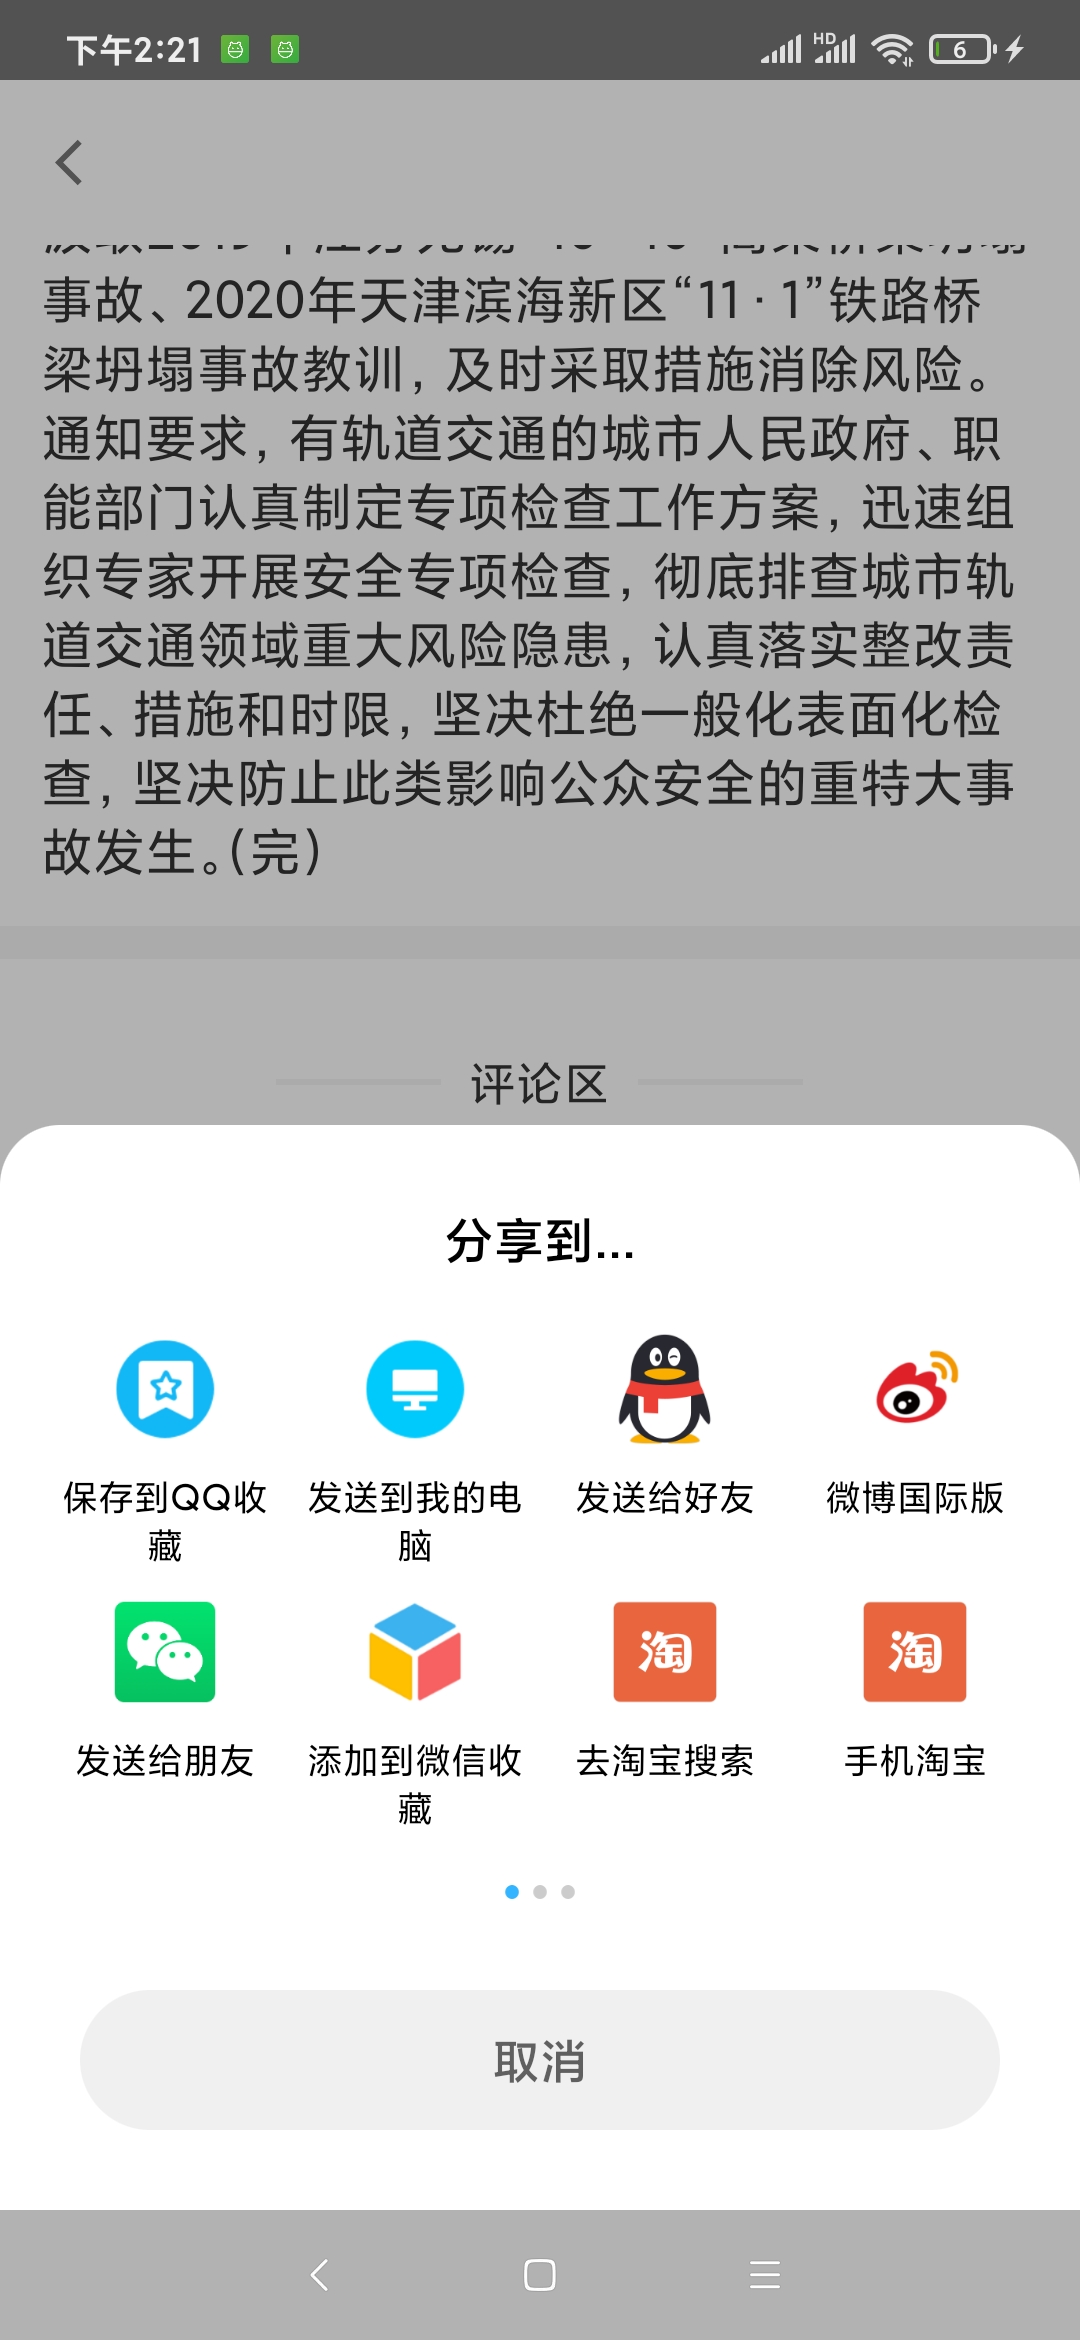 下午2:21
HD
6
事故、2020年天津滨海新区“11·1”铁路桥
梁坍塌事故教训，及时采取措施消除风险。
通知要求，有轨道交通的城市人民政府、职
能部门认真制定专项检查工作方案，迅速组
织专家开展安全专项检查，彻底排查城市轨
道交通领域重大风险隐患，认真落实整改责
任、措施和时限，坚决杜绝一般化表面化检
查，坚决防止此类影响公众安全的重特大事
故发生。（完）
评论区
分享到...
保存到QQ收
藏
发送到我的电
脑
发送给好友
微博国际版
淘
淘
发送给朋友
添加到微信收
藏
去淘宝搜索
手机淘宝
取消